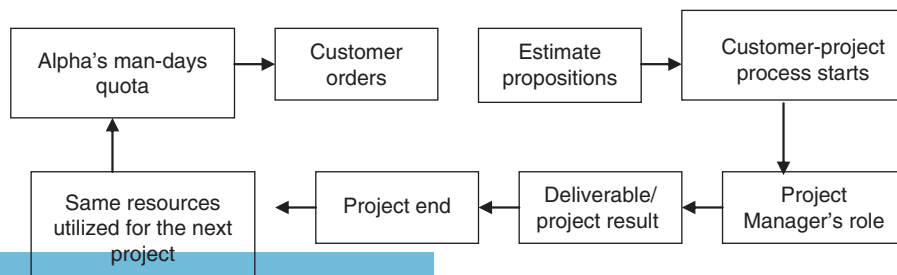 Alpha's man-days
quota
Customer
orders
Estimate
propositions
Customer-project
process starts
Same resources
utilized for the next
project
Project end
Deliverable/
project result
Project
Manager's role